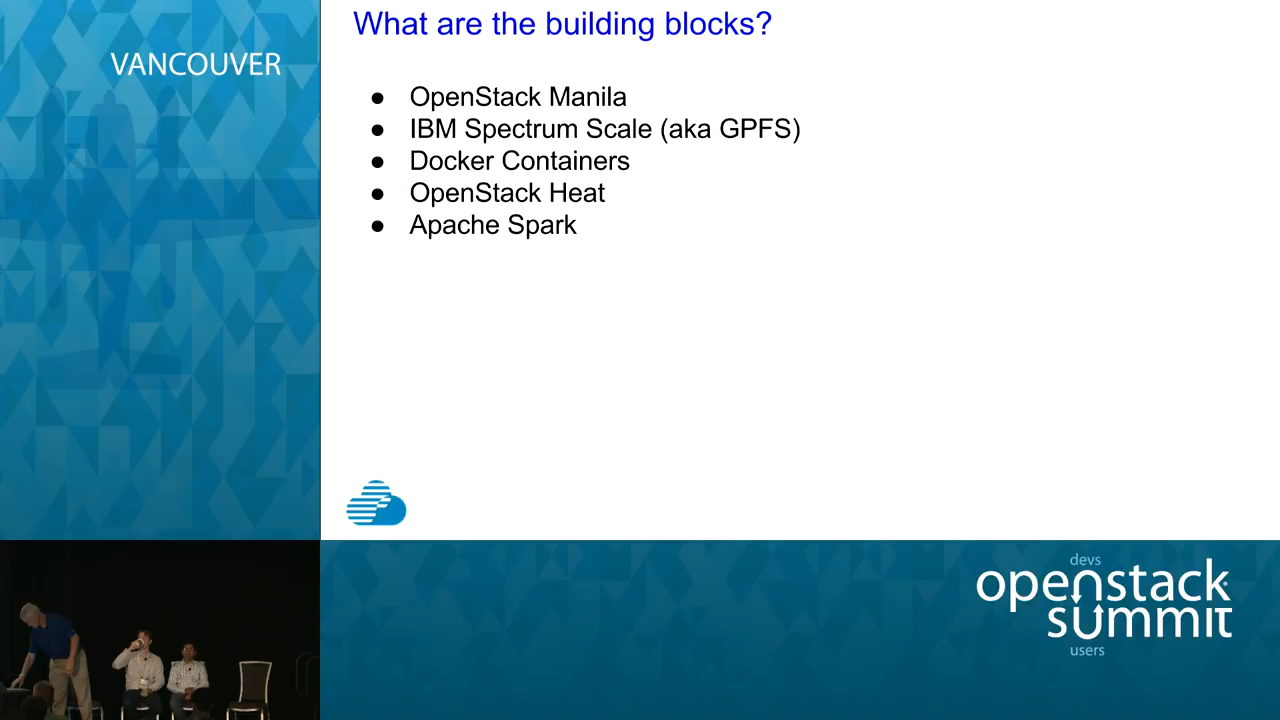 VANCOUVER
What are the building blocks?
● OpenStack Manila
● IBM Spectrum Scale (aka GPFS)
● Docker Containers
● OpenStack Heat
● Apache Spark
devs
openstack
summit
users